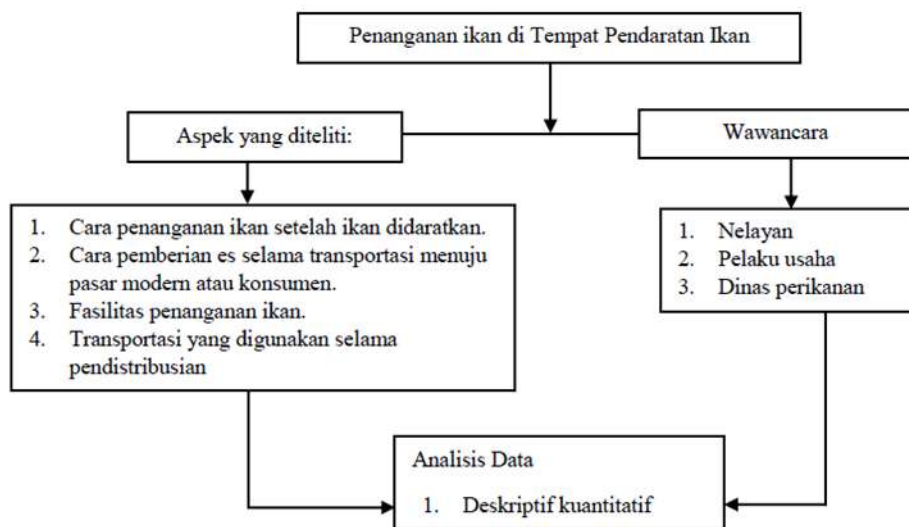 Penanganan ikan di Tempat Pendaratan Ikan
Aspek yang diteliti:
Wawancara
1. Cara penanganan ikan setelah ikan didaratkan.
2. Cara pemberian es selama transportasi menuju
pasar modern atau konsumen.
3. Fasilitas penanganan ikan.
4. Transportasi yang digunakan selama
pendistribusian
1. Nelayan
2. Pelaku usaha
3. Dinas perikanan
Analisis Data
1. Deskriptif kuantitatif